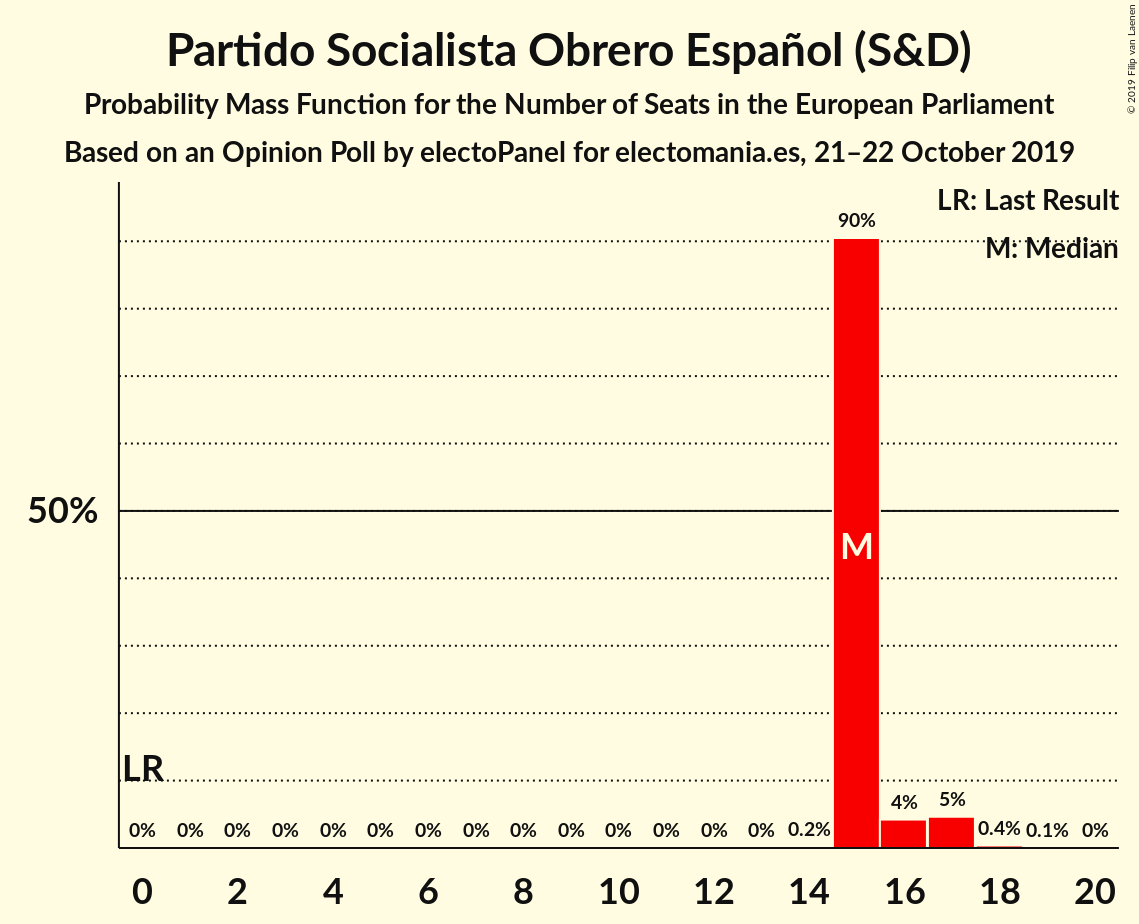 Partido Socialista Obrero Español (S&D)
Probability Mass Function for the Number of Seats in the European Parliament
Based on an Opinion Poll by electoPanel for electomania.es, 21–22 October 2019
© 2019 Filip van Laenen
LR: Last Result
M: Median
90%
50%
M
LR
0% 0% 0% 0% 0% 0% 0% 0% 0% 0% 0% 0% 0% 0% 0.2% 4% 5% 0.4% 0.1% 0%
0 2 4 6 8 10 12 14 16 18 20